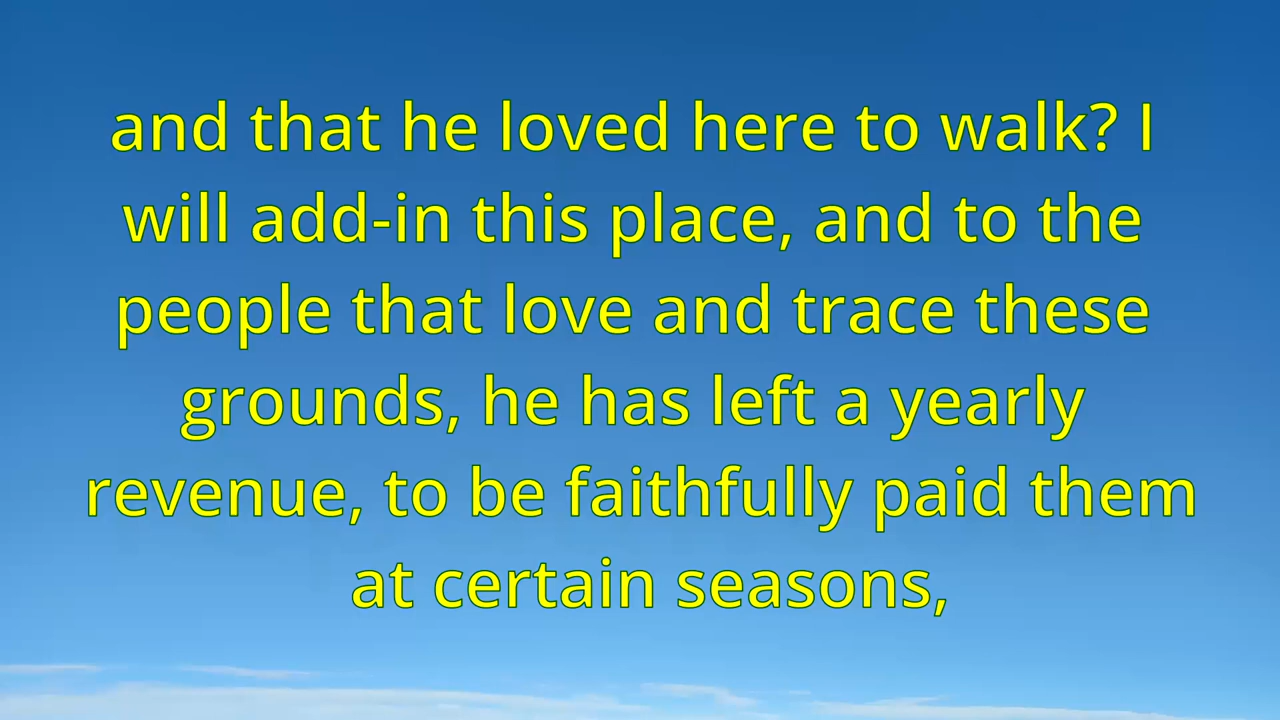 and that he loved here to walk? I
will add-in this place, and to the
people that love and trace these
grounds, he has left a yearly
revenue, to be faithfully paid them
at certain seasons,